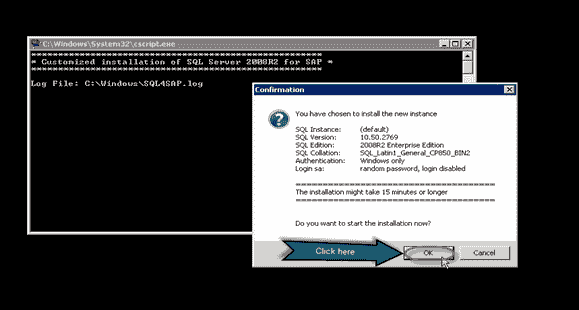 C:\Windows\System32\cscript.exe
****************************************************
* Customized installation of SQL Server 2008R2 for SAP *
****************************************************
Log File: C:\Windows\SQL4SAP.log
Confirmation
You have chosen to install the new instance
SQL Instance: (default)
SQL Version: 10.50.2769
SQL Edition: 2008R2 Enterprise Edition
SQL Collation: SQL_Latin1_General_CP850_BIN2
Authentication: Windows only
Login sa: random password, login disabled
==========================================
The installation might take 15 minutes or longer
==========================================
Do you want to start the installation now?
Click here
OK Cancel